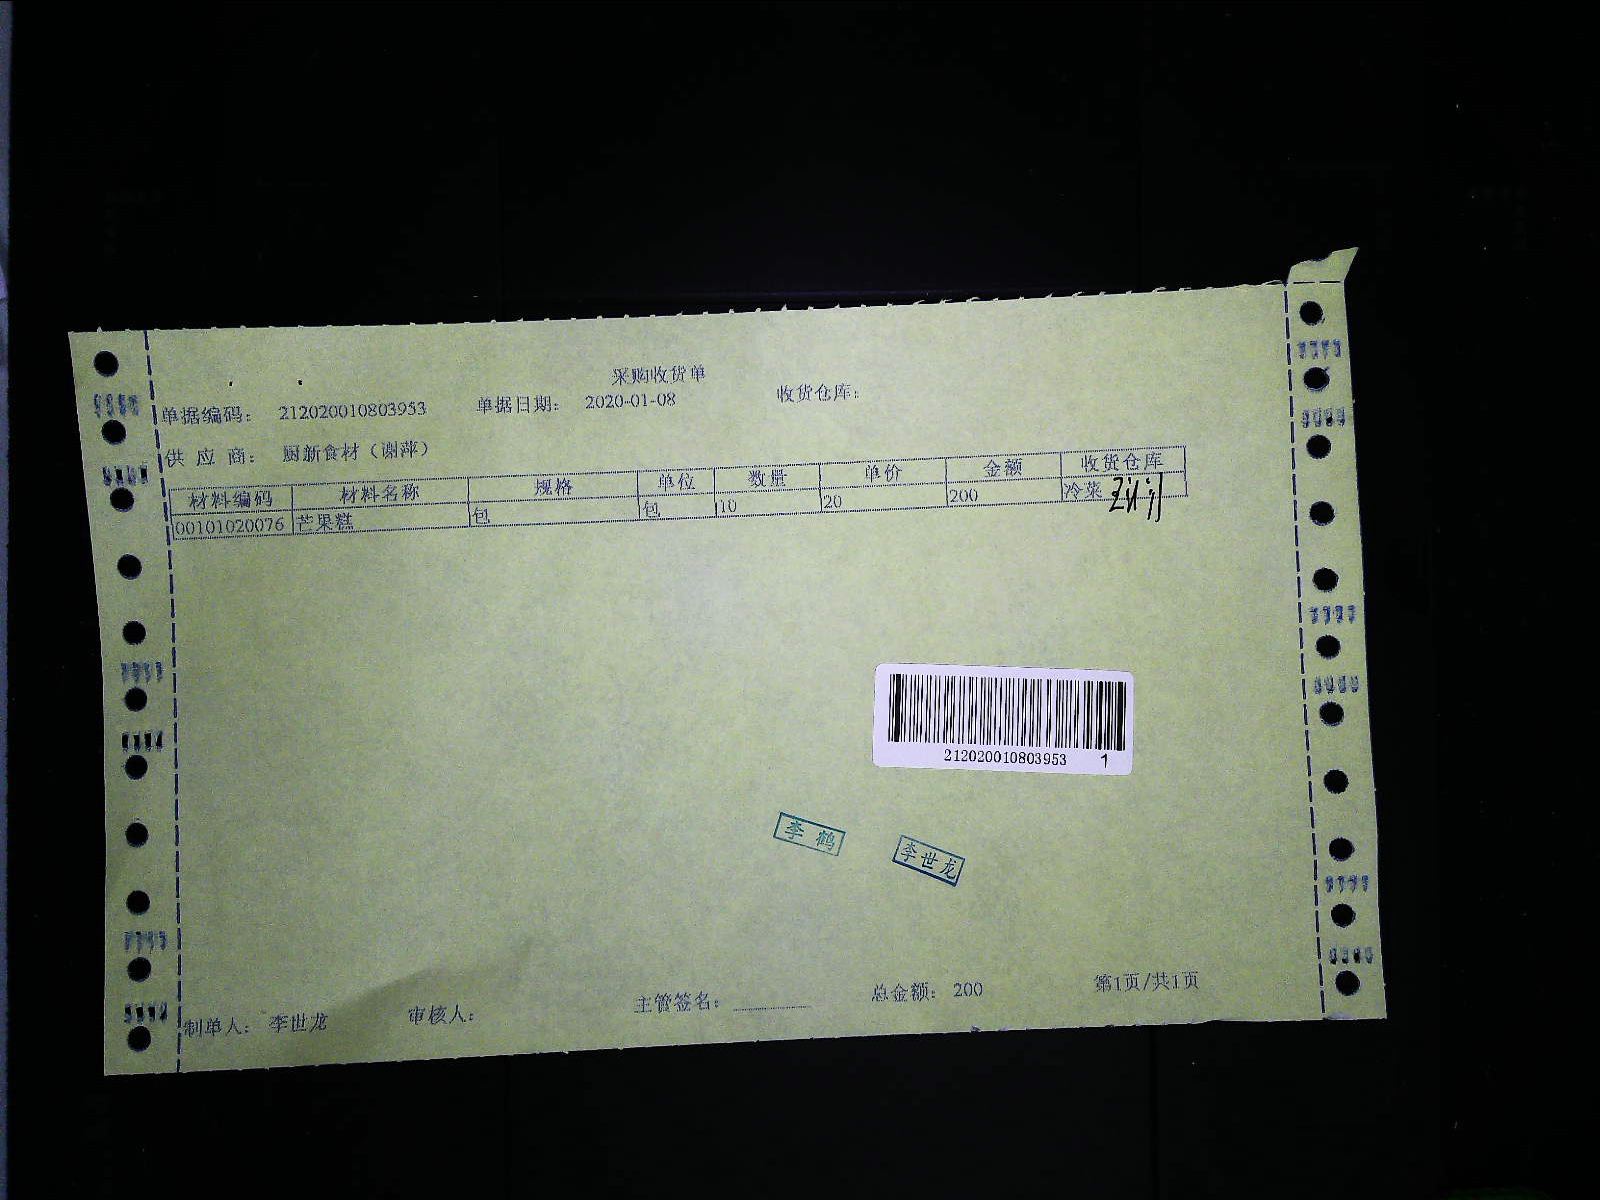 采购收货单
单据编码： 212020010803953 单据日期： 2020-01-08 收货仓库：
供 应 商： 厨新食材（谢萍）
材料编码 材料名称 规格 单位 数量 单价 金额 收货仓库
00101020076 芒果糕 包 包 10 20 200 冷菜
212020010803953 1
李鹤
李世龙
制单人： 李世龙 审核人： 主管签名： 总金额： 200 第1页/共1页